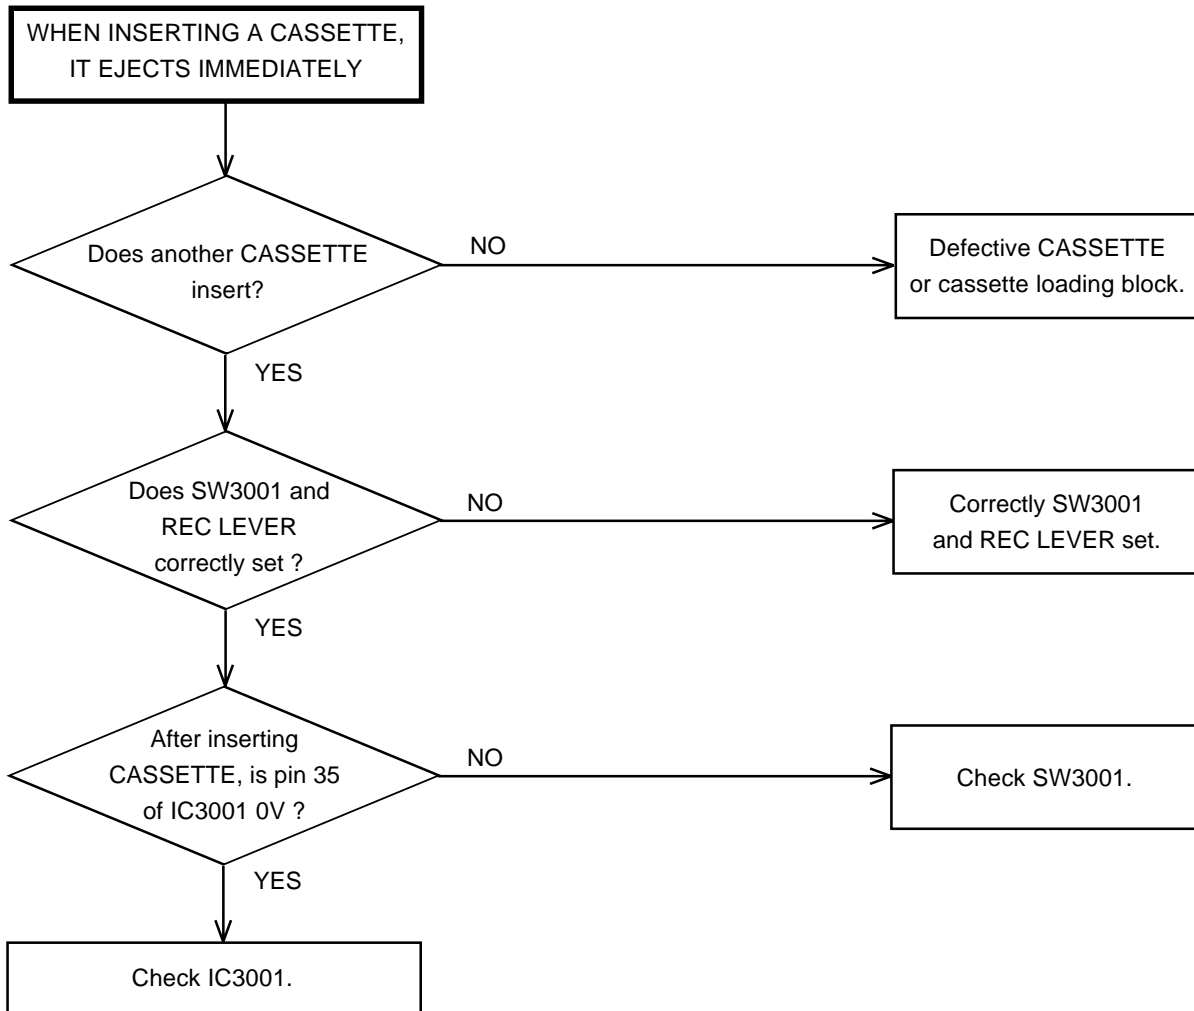 WHEN INSERTING A CASSETTE,
IT EJECTS IMMEDIATELY
Does another CASSETTE
insert?
NO
Defective CASSETTE
or cassette loading block.
YES
Does SW3001 and
REC LEVER
correctly set ?
NO
Correctly SW3001
and REC LEVER set.
YES
After inserting
CASSETTE, is pin 35
of IC3001 0V ?
NO
Check SW3001.
YES
Check IC3001.